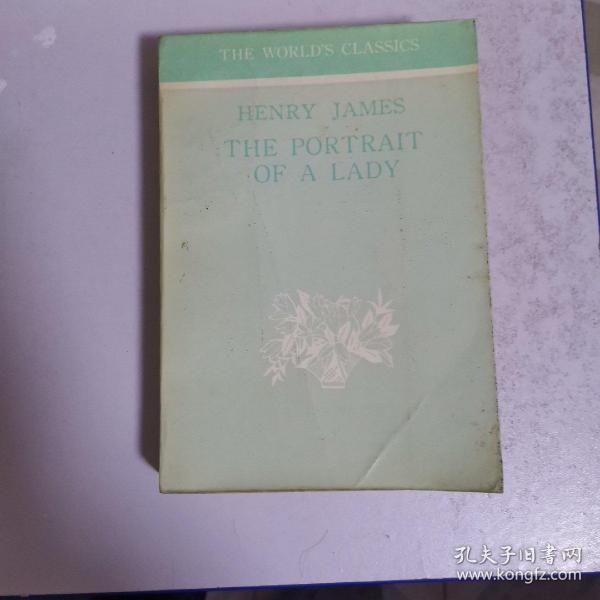 THE WORLD'S CLASSICS
HENRY JAMES
THE PORTRAIT
OF A LADY
孔夫子旧书网
www.kongfz.com